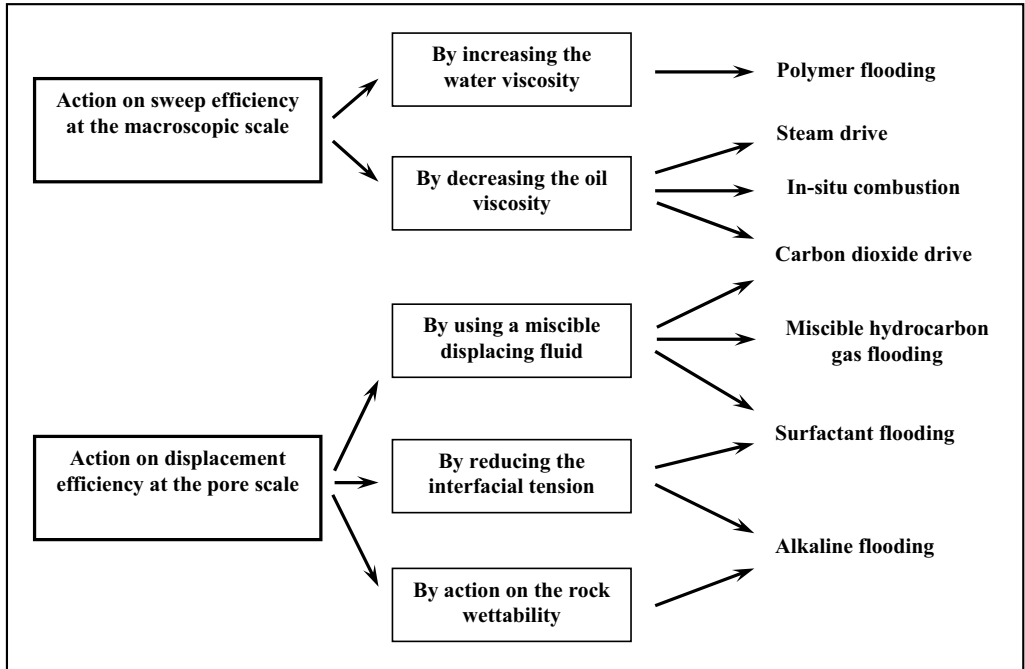 Action on sweep efficiency
at the macroscopic scale
By increasing the
water viscosity
Polymer flooding
By decreasing the oil
viscosity
Steam drive
In-situ combustion
Carbon dioxide drive
Action on displacement
efficiency at the pore scale
By using a miscible
displacing fluid
Miscible hydrocarbon
gas flooding
By reducing the
interfacial tension
Surfactant flooding
By action on the rock
wettability
Alkaline flooding